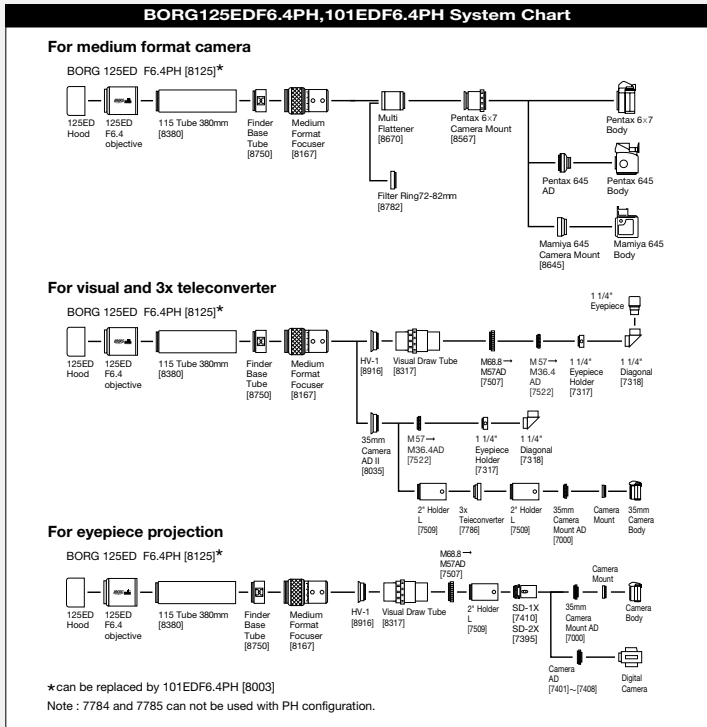 BORG125EDF6.4PH,101EDF6.4PH System Chart
For medium format camera
BORG 125ED F6.4PH [8125]*
125ED
Hood
125ED
F6.4
objective
115 Tube 380mm
[8380]
Finder
Base
Tube
[8750]
Medium
Format
Focuser
[8167]
Multi
Flattener
[8670]
Pentax 6×7
Camera Mount
[8567]
Pentax 6×7
Body
Filter Ring72-82mm
[8782]
Pentax 645
AD
Pentax 645
Body
Mamiya 645
Camera Mount
[8645]
Mamiya 645
Body
For visual and 3x teleconverter
BORG 125ED F6.4PH [8125]*
1 1/4"
Eyepiece
125ED
Hood
125ED
F6.4
objective
115 Tube 380mm
[8380]
Finder
Base
Tube
[8750]
Medium
Format
Focuser
[8167]
HV-1
[8916]
Visual Draw Tube
[8317]
M68.8→
M57AD
[7507]
M57→
M36.4
AD
[7522]
1 1/4"
Eyepiece
Holder
[7317]
1 1/4"
Diagonal
[7318]
35mm
Camera
AD II
[8035]
M57→
M36.4AD
[7522]
1 1/4"
Eyepiece
Holder
[7317]
1 1/4"
Diagonal
[7318]
2" Holder
L
[7509]
3x
Teleconverter
[7786]
2" Holder
L
[7509]
35mm
Camera
Mount AD
[7000]
Camera
Mount
35mm
Camera
Body
For eyepiece projection
BORG 125ED F6.4PH [8125]*
125ED
Hood
125ED
F6.4
objective
115 Tube 380mm
[8380]
Finder
Base
Tube
[8750]
Medium
Format
Focuser
[8167]
HV-1
[8916]
Visual Draw Tube
[8317]
M68.8→
M57AD
[7507]
2" Holder
L
[7509]
SD-1X
[7410]
SD-2X
[7395]
35mm
Camera
Mount AD
[7000]
Camera
Mount
Camera
Body
Camera
AD
[7401]~[7408]
Digital
Camera
*can be replaced by 101EDF6.4PH [8003]
Note : 7784 and 7785 can not be used with PH configuration.